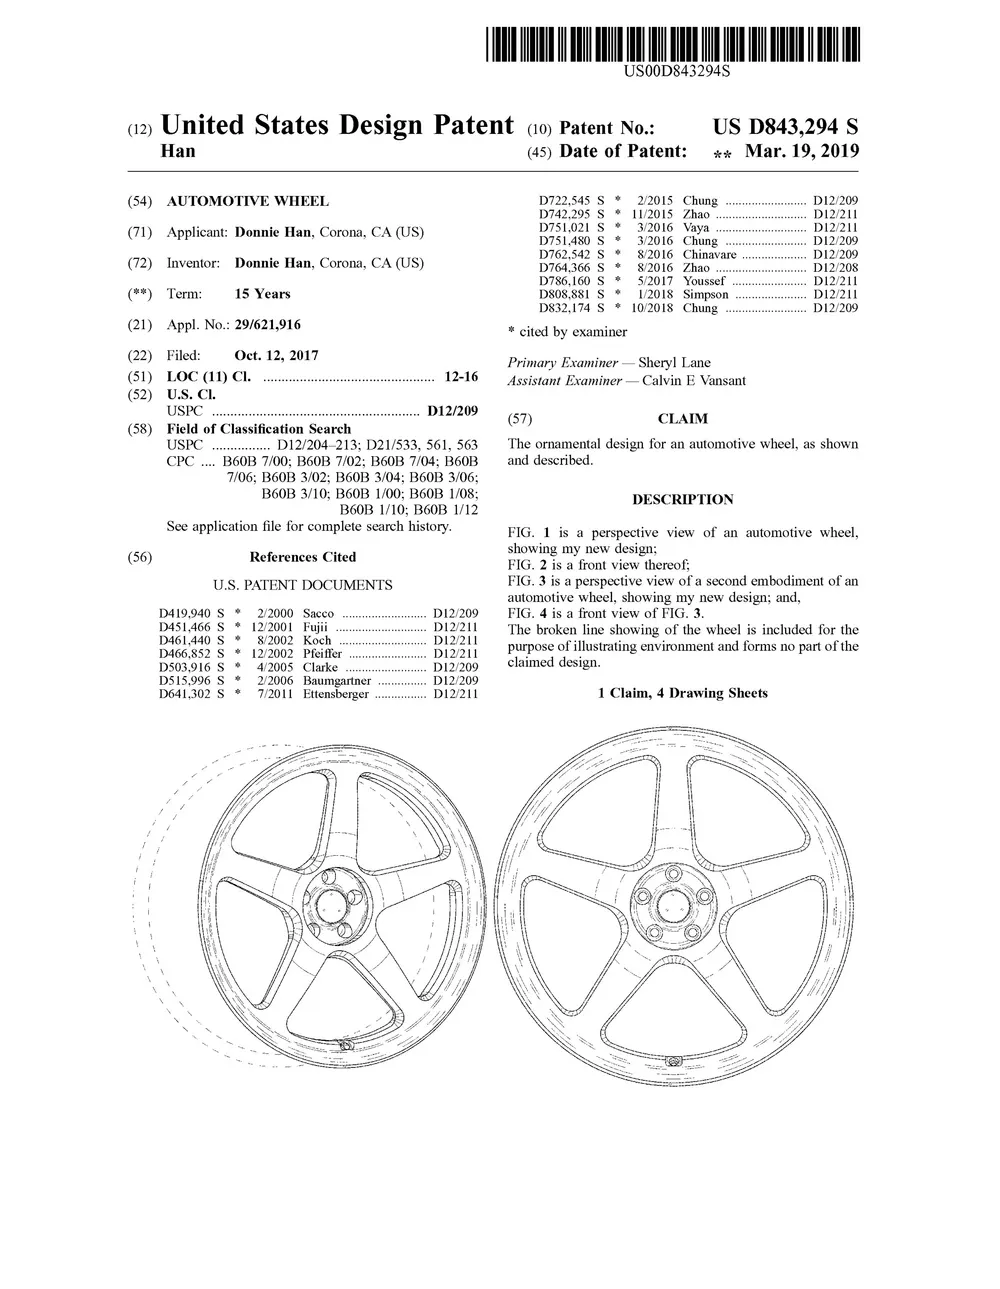 US00D843294S
(12) United States Design Patent
Han
(10) Patent No.: US D843,294 S
(45) Date of Patent: ** Mar. 19, 2019
(54) AUTOMOTIVE WHEEL
(71) Applicant: Donnie Han, Corona, CA (US)
(72) Inventor: Donnie Han, Corona, CA (US)
(**) Term: 15 Years
(21) Appl. No.: 29/621,916
(22) Filed: Oct. 12, 2017
(51) LOC (11) Cl. .............................................. 12-16
(52) U.S. Cl.
USPC ......................................................... D12/209
(58) Field of Classification Search
USPC ................ D12/204–213; D21/533, 561, 563
CPC .... B60B 7/00; B60B 7/02; B60B 7/04; B60B
7/06; B60B 3/02; B60B 3/04; B60B 3/06;
B60B 3/10; B60B 1/00; B60B 1/08;
B60B 1/10; B60B 1/12
See application file for complete search history.
(56) References Cited
U.S. PATENT DOCUMENTS
D419,940 S * 2/2000 Sacco .......................... D12/209
D451,466 S * 12/2001 Fujii ............................ D12/211
D461,440 S * 8/2002 Koch ........................... D12/211
D466,852 S * 12/2002 Pfeiffer ........................ D12/211
D503,916 S * 4/2005 Clarke ......................... D12/209
D515,996 S * 2/2006 Baumgartner ............... D12/209
D641,302 S * 7/2011 Ettensberger ................ D12/211
D722,545 S * 2/2015 Chung ......................... D12/209
D742,295 S * 11/2015 Zhao ............................ D12/211
D751,021 S * 3/2016 Vaya ............................ D12/211
D751,480 S * 3/2016 Chung ......................... D12/209
D762,542 S * 8/2016 Chinavare .................... D12/209
D764,366 S * 8/2016 Zhao ............................ D12/208
D786,160 S * 5/2017 Youssef ....................... D12/211
D808,881 S * 1/2018 Simpson ...................... D12/211
D832,174 S * 10/2018 Chung ......................... D12/209
* cited by examiner
Primary Examiner — Sheryl Lane
Assistant Examiner — Calvin E Vansant
(57) CLAIM
The ornamental design for an automotive wheel, as shown
and described.
DESCRIPTION
FIG. 1 is a perspective view of an automotive wheel,
showing my new design;
FIG. 2 is a front view thereof;
FIG. 3 is a perspective view of a second embodiment of an
automotive wheel, showing my new design; and,
FIG. 4 is a front view of FIG. 3.
The broken line showing of the wheel is included for the
purpose of illustrating environment and forms no part of the
claimed design.
1 Claim, 4 Drawing Sheets